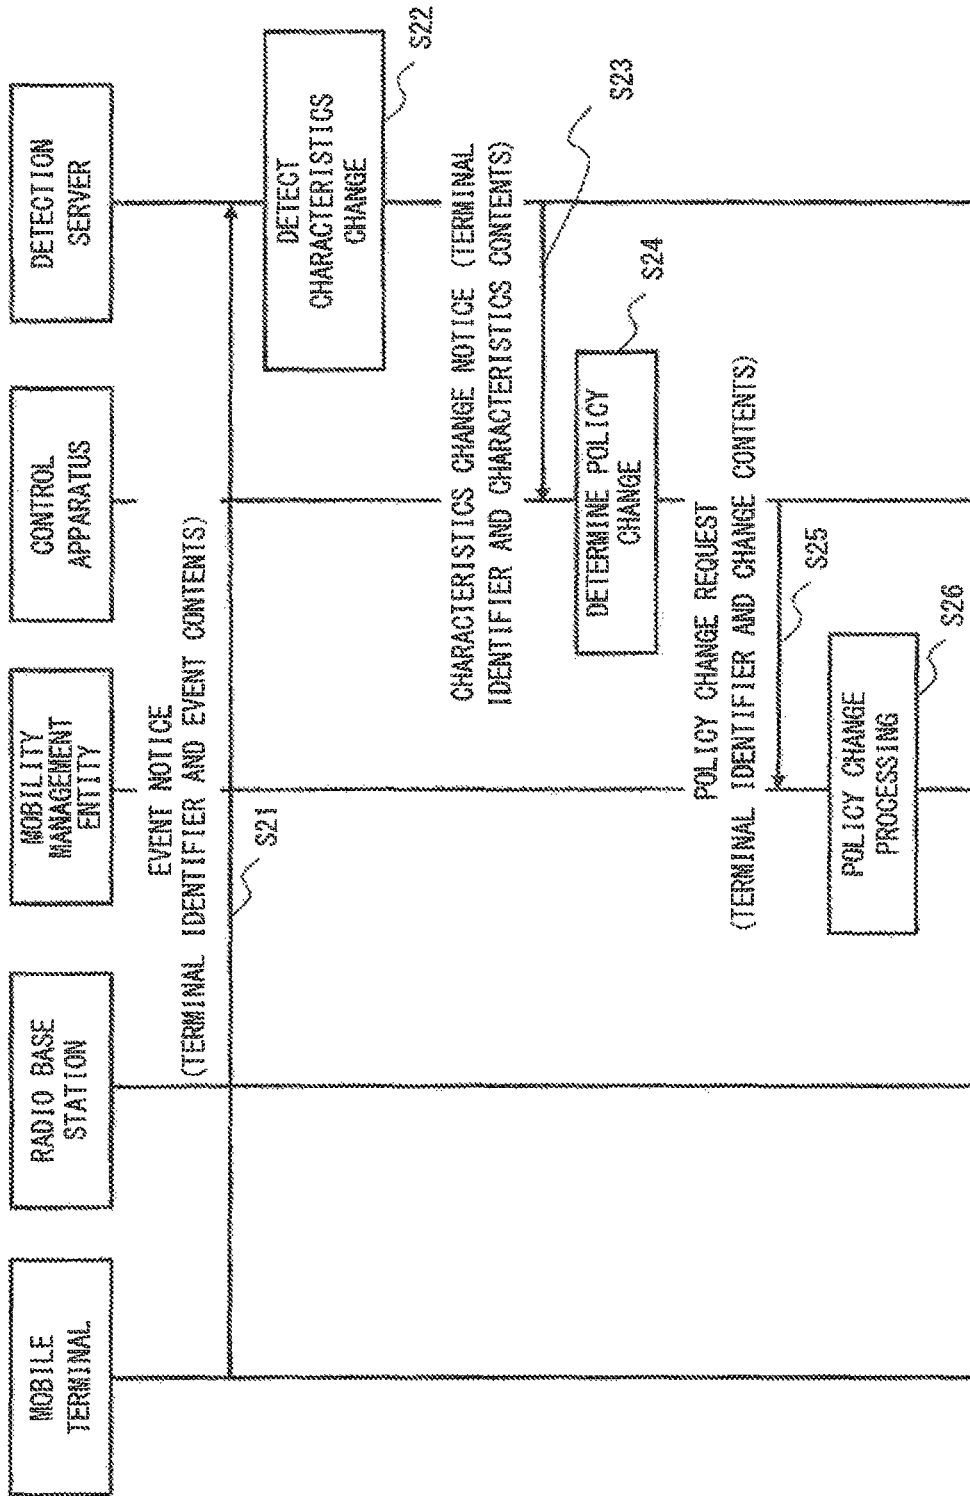 MOBILE
TERMINAL
RADIO BASE
STATION
MOBILITY
MANAGEMENT
ENTITY
CONTROL
APPARATUS
DETECTION
SERVER
EVENT NOTICE
(TERMINAL IDENTIFIER AND EVENT CONTENTS)
S21
DETECT
CHARACTERISTICS
CHANGE
S22
CHARACTERISTICS CHANGE NOTICE (TERMINAL
IDENTIFIER AND CHARACTERISTICS CONTENTS)
S23
DETERMINE POLICY
CHANGE
S24
POLICY CHANGE REQUEST
(TERMINAL IDENTIFIER AND CHANGE CONTENTS)
S25
POLICY CHANGE
PROCESSING
S26